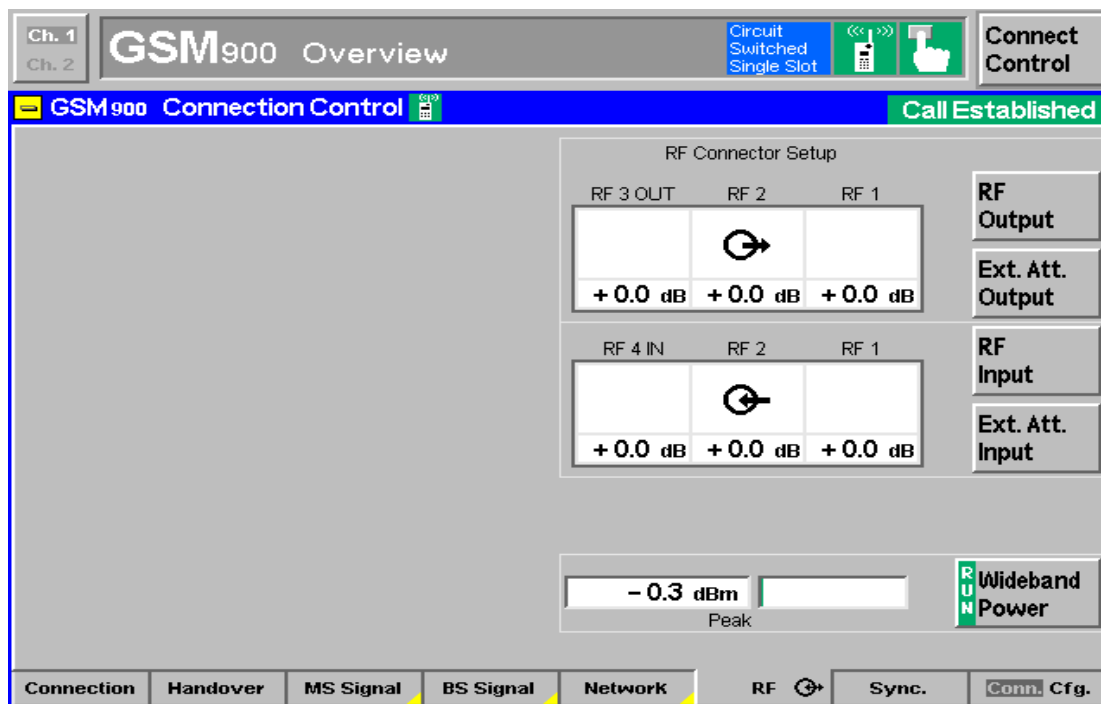 Ch. 1
Ch. 2
GSM900 Overview
Circuit
Switched
Single Slot
Connect
Control
GSM 900 Connection Control
Call Established
RF Connector Setup
RF 3 OUT RF 2 RF 1
+ 0.0 dB + 0.0 dB + 0.0 dB
RF
Output
Ext. Att.
Output
RF 4 IN RF 2 RF 1
+ 0.0 dB + 0.0 dB + 0.0 dB
RF
Input
Ext. Att.
Input
– 0.3 dBm
Peak
RUN
Wideband
Power
Connection Handover MS Signal BS Signal Network RF Sync. Conn. Cfg.